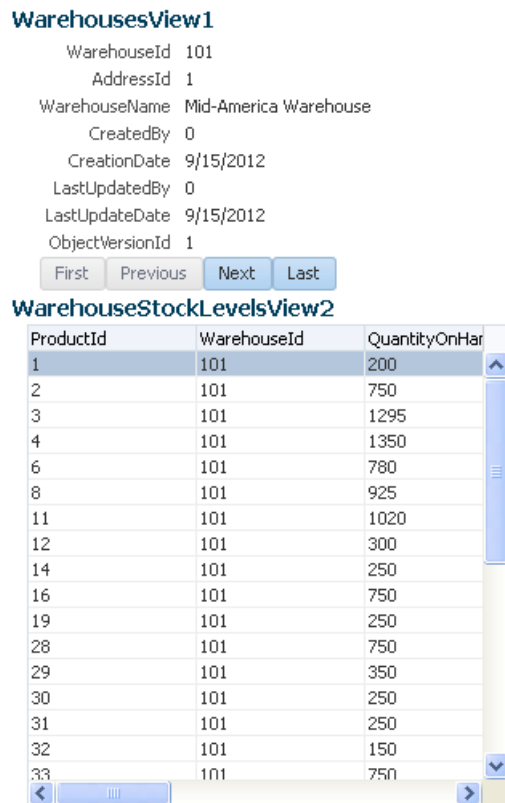 WarehousesView1
WarehouseId 101
AddressId 1
WarehouseName Mid-America Warehouse
CreatedBy 0
CreationDate 9/15/2012
LastUpdatedBy 0
LastUpdateDate 9/15/2012
ObjectVersionId 1
First Previous Next Last
WarehouseStockLevelsView2
ProductId WarehouseId QuantityOnHar
1 101 200
2 101 750
3 101 1295
4 101 1350
6 101 780
8 101 925
11 101 1020
12 101 300
14 101 250
16 101 750
19 101 250
28 101 750
29 101 350
30 101 250
31 101 250
32 101 150
33 101 750